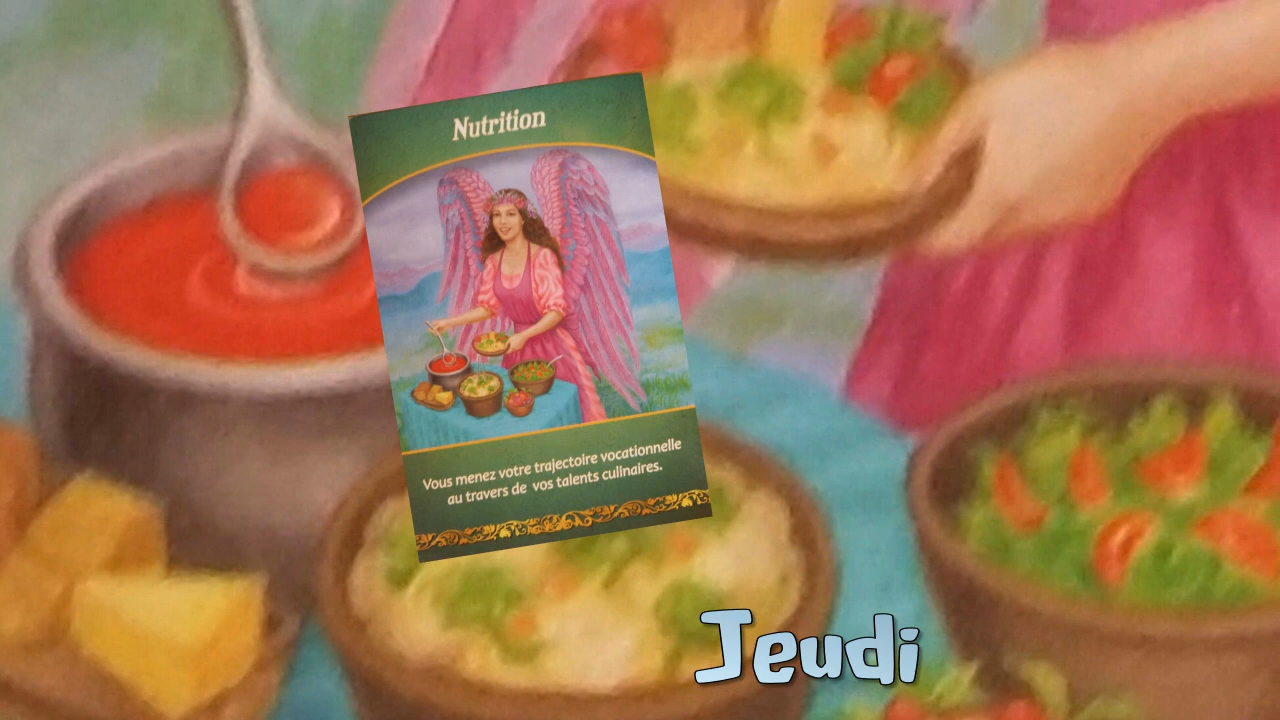 Nutrition
Vous menez votre trajectoire vocationnelle
au travers de vos talents culinaires.
Jeudi